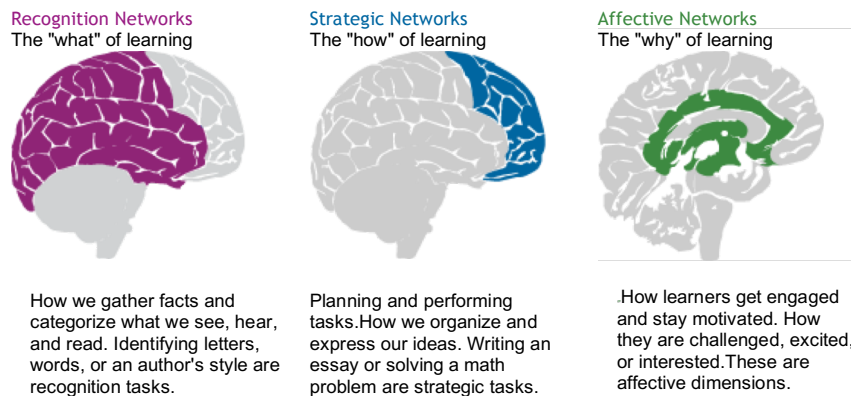 Recognition Networks
The "what" of learning
How we gather facts and
categorize what we see, hear,
and read. Identifying letters,
words, or an author's style are
recognition tasks.
Strategic Networks
The "how" of learning
Planning and performing
tasks.How we organize and
express our ideas. Writing an
essay or solving a math
problem are strategic tasks.
Affective Networks
The "why" of learning
How learners get engaged
and stay motivated. How
they are challenged, excited,
or interested.These are
affective dimensions.